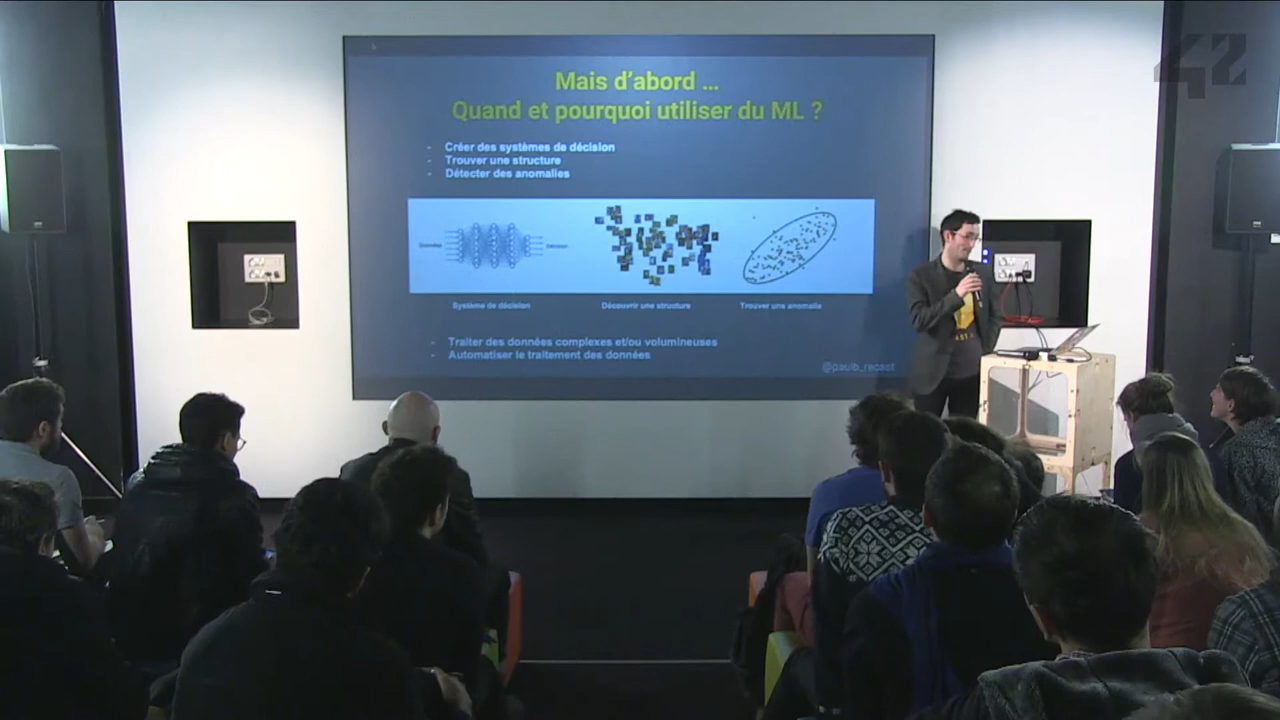 42
Mais d'abord ...
Quand et pourquoi utiliser du ML ?
- Créer des systèmes de décision
- Trouver une structure
- Détecter des anomalies
Données
Décision
Système de décision
Découvrir une structure
Trouver une anomalie
- Traiter des données complexes et/ou volumineuses
- Automatiser le traitement des données
@paulb_recast